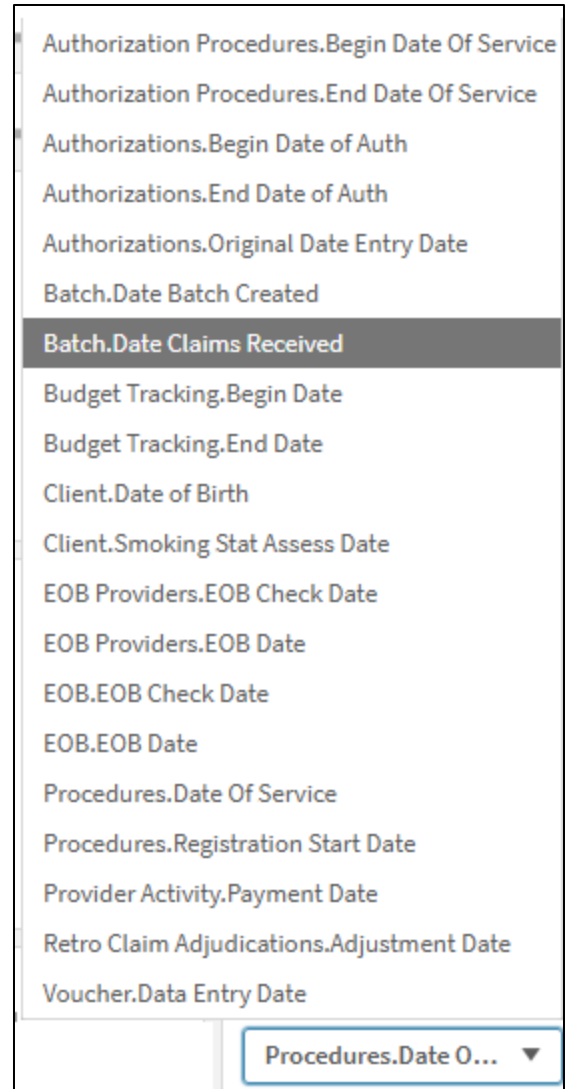 Authorization Procedures.Begin Date Of Service
Authorization Procedures.End Date Of Service
Authorizations.Begin Date of Auth
Authorizations.End Date of Auth
Authorizations.Original Date Entry Date
Batch.Date Batch Created
Batch.Date Claims Received
Budget Tracking.Begin Date
Budget Tracking.End Date
Client.Date of Birth
Client.Smoking Stat Assess Date
EOB Providers.EOB Check Date
EOB Providers.EOB Date
EOB.EOB Check Date
EOB.EOB Date
Procedures.Date Of Service
Procedures.Registration Start Date
Provider Activity.Payment Date
Retro Claim Adjudications.Adjustment Date
Voucher.Data Entry Date
Procedures.Date O...